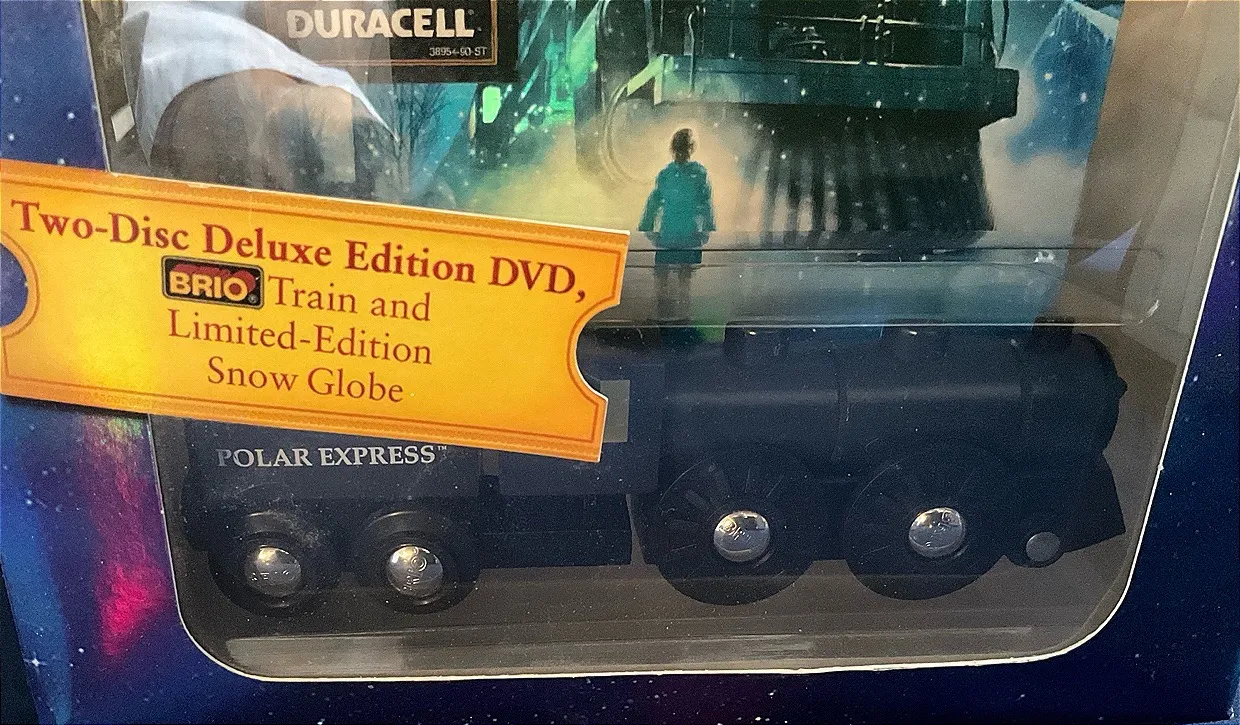 DURACELL®
38954-90-ST
Two-Disc Deluxe Edition DVD,
BRIO® Train and
Limited-Edition
Snow Globe
POLAR EXPRESS™